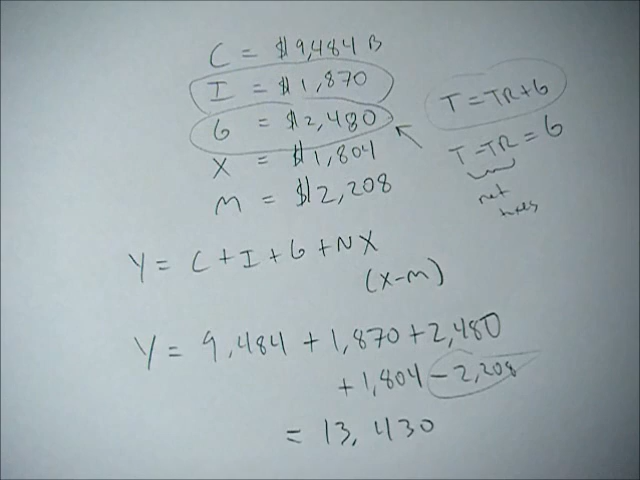 C = $9,484 B
I = $1,870
G = $2,480
X = $1,804
M = $2,208
T = TR + G
T - TR = G
net
taxes
Y = C + I + G + NX
(X-M)
Y = 9,484 + 1,870 + 2,480
+ 1,804 - 2,208
= 13,430